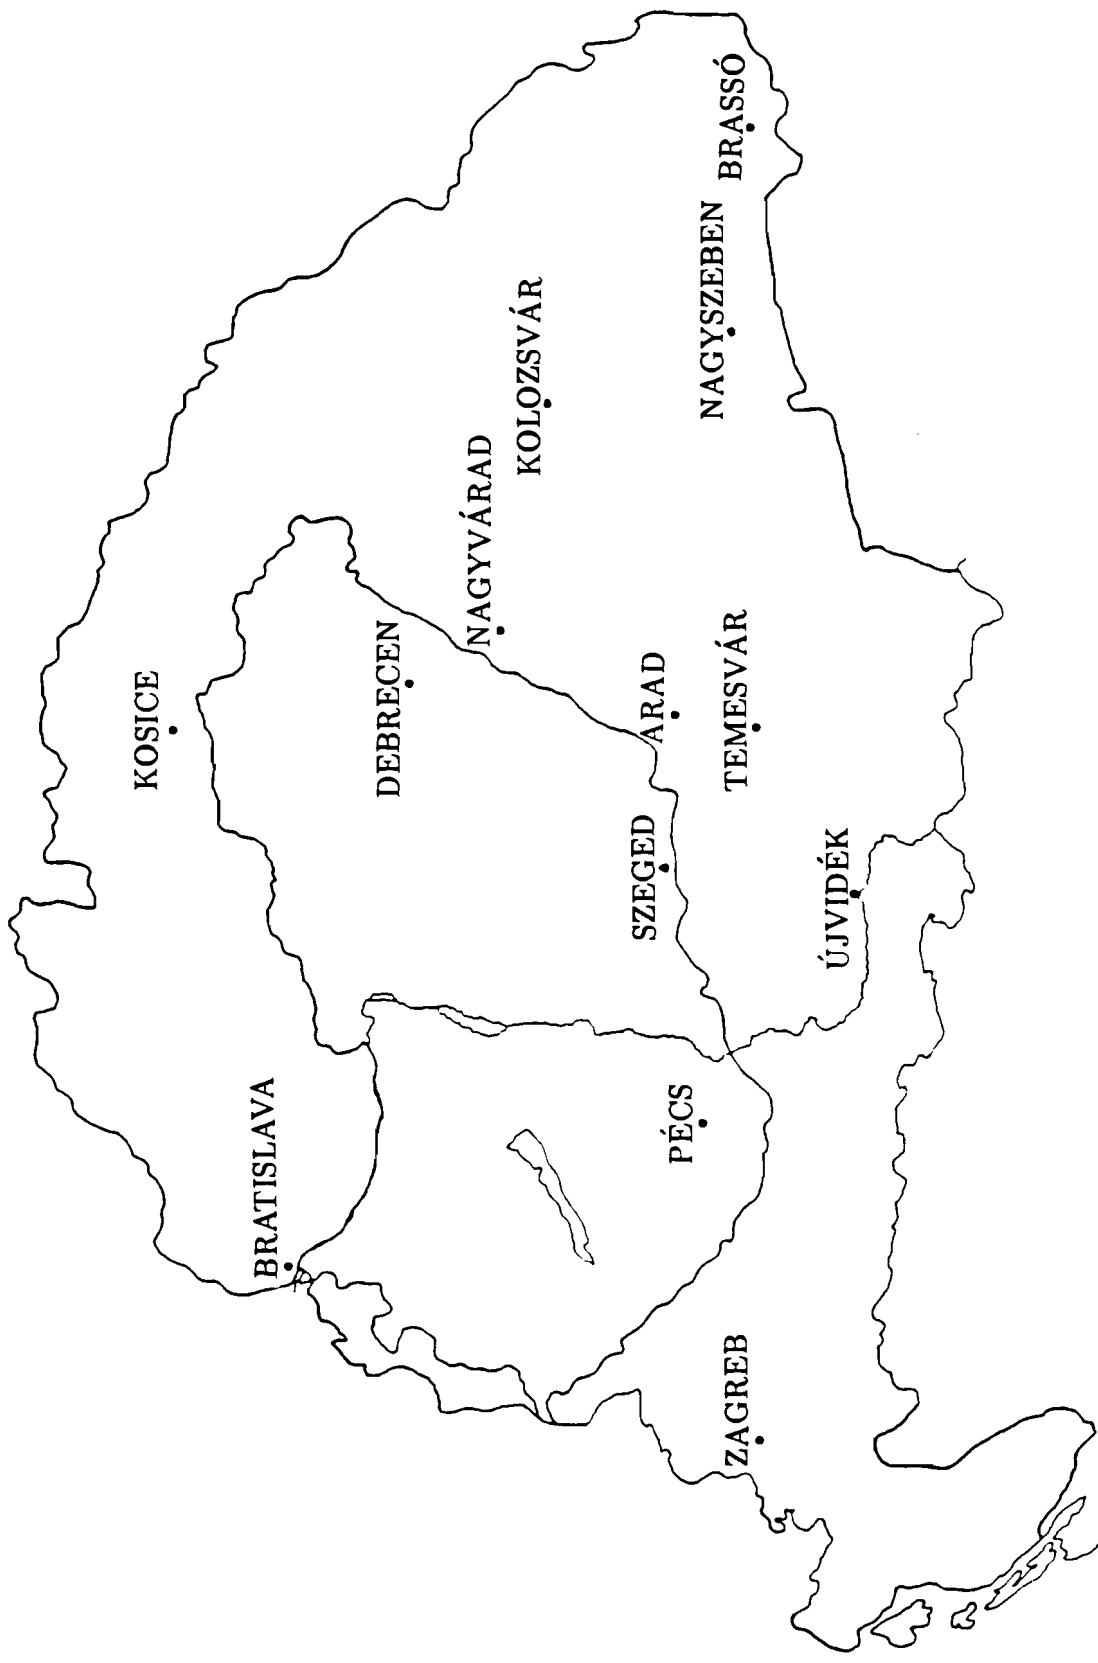 KOSICE
BRATISLAVA
DEBRECEN
NAGYVÁRAD
KOLOZSVÁR
SZEGED
ARAD
PÉCS
TEMESVÁR
NAGYSZEBEN
BRASSÓ
ZAGREB
ÚJVIDÉK